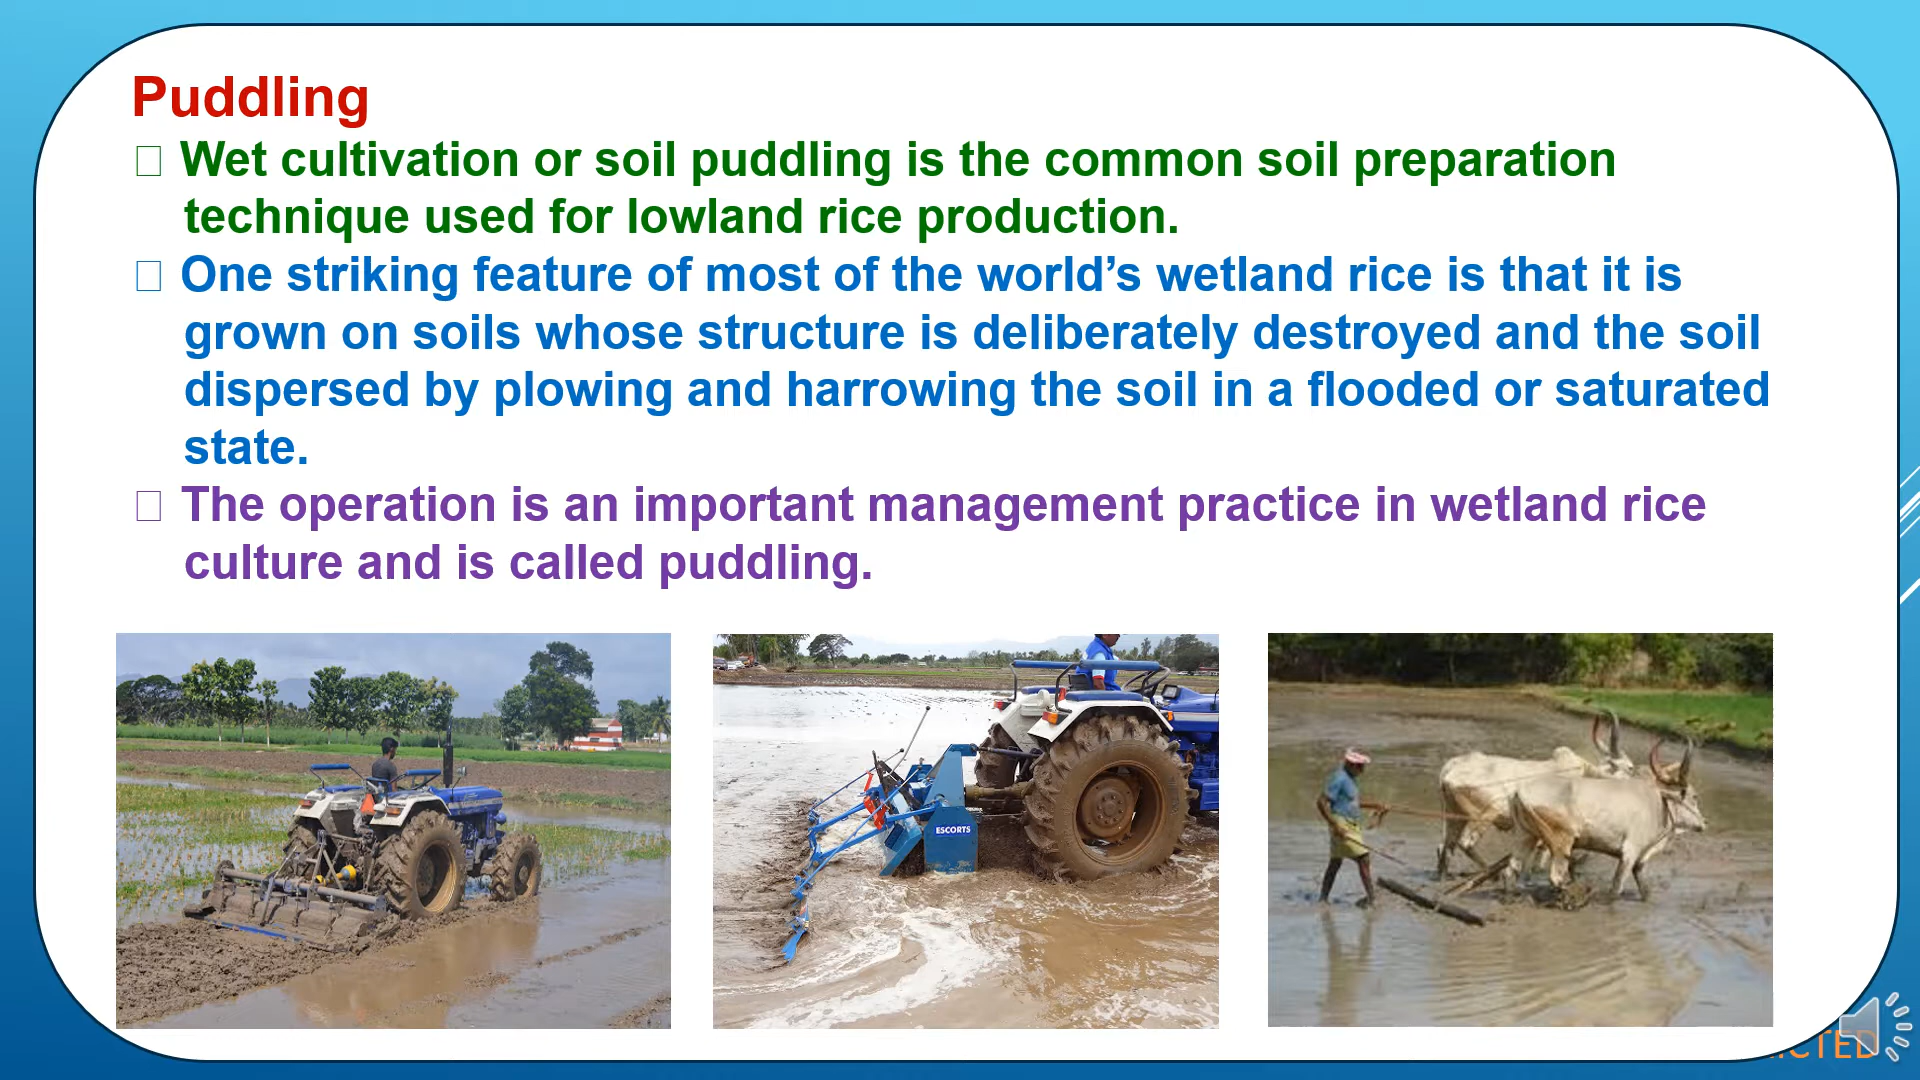 Puddling
Wet cultivation or soil puddling is the common soil preparation
technique used for lowland rice production.
One striking feature of most of the world’s wetland rice is that it is
grown on soils whose structure is deliberately destroyed and the soil
dispersed by plowing and harrowing the soil in a flooded or saturated
state.
The operation is an important management practice in wetland rice
culture and is called puddling.
ESCORTS